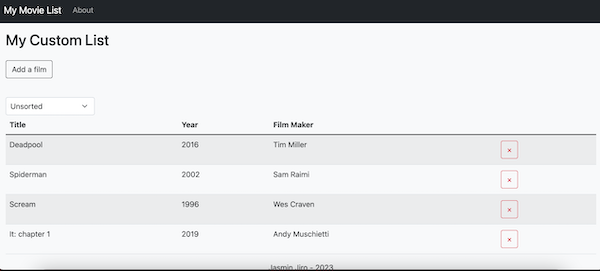 My Movie List About
My Custom List
Add a film
Unsorted
Title Year Film Maker
Deadpool 2016 Tim Miller ×
Spiderman 2002 Sam Raimi ×
Scream 1996 Wes Craven ×
It: chapter 1 2019 Andy Muschietti ×
Jasmin Jiro - 2023